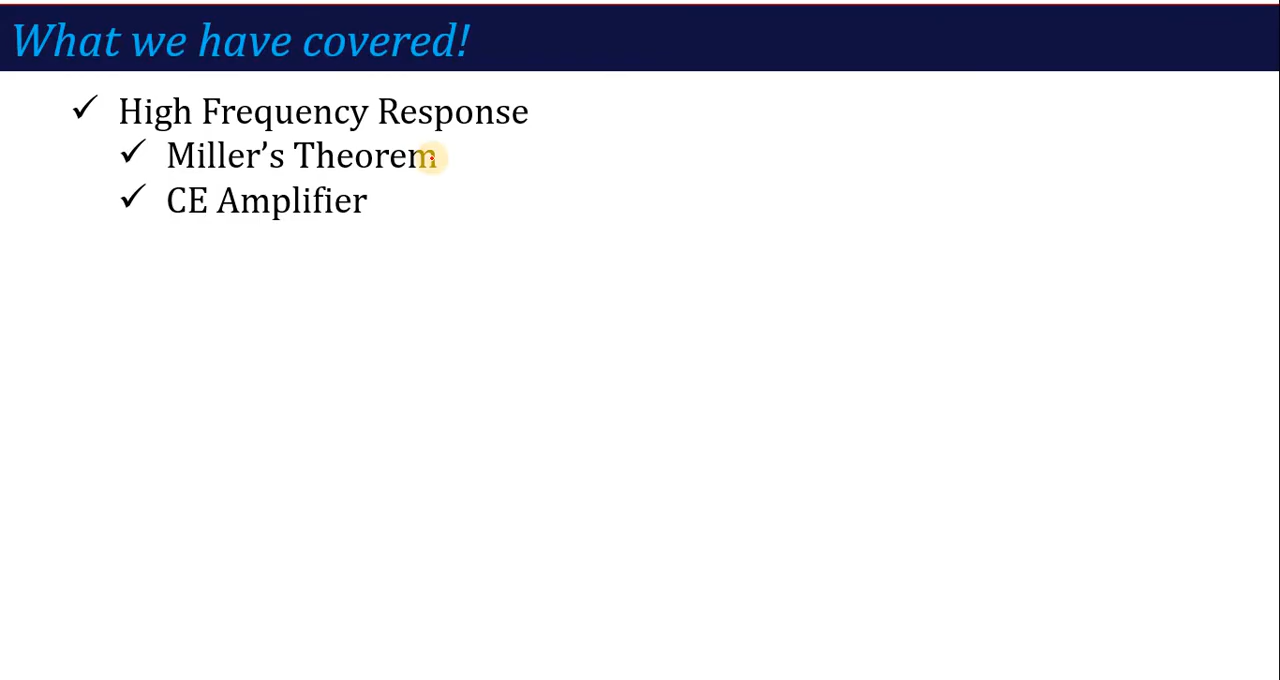 What we have covered!
✓ High Frequency Response
✓ Miller’s Theorem
✓ CE Amplifier